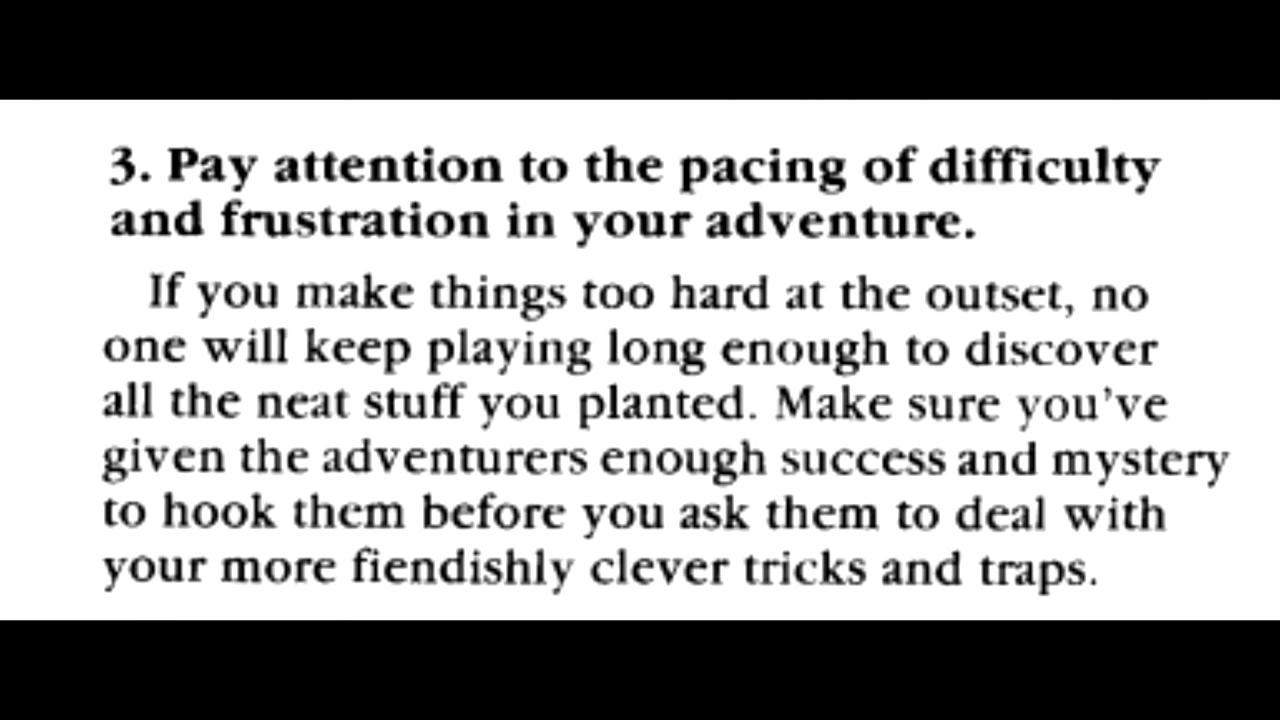 3. Pay attention to the pacing of difficulty
and frustration in your adventure.
If you make things too hard at the outset, no
one will keep playing long enough to discover
all the neat stuff you planted. Make sure you've
given the adventurers enough success and mystery
to hook them before you ask them to deal with
your more fiendishly clever tricks and traps.